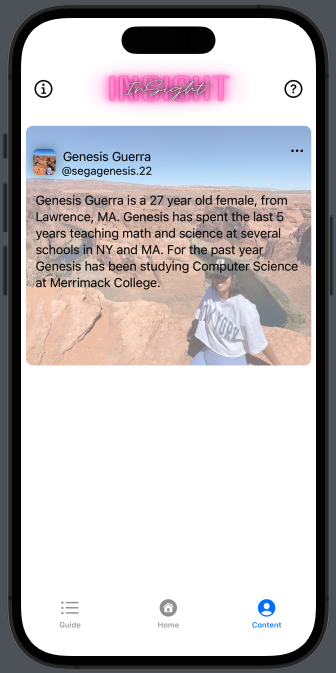 INSIGHT
InSight
Genesis Guerra
@segagenesis.22
Genesis Guerra is a 27 year old female, from
Lawrence, MA. Genesis has spent the last 5
years teaching math and science at several
schools in NY and MA. For the past year
Genesis has been studying Computer Science
at Merrimack College.
NEW YORK
Guide
Home
Content